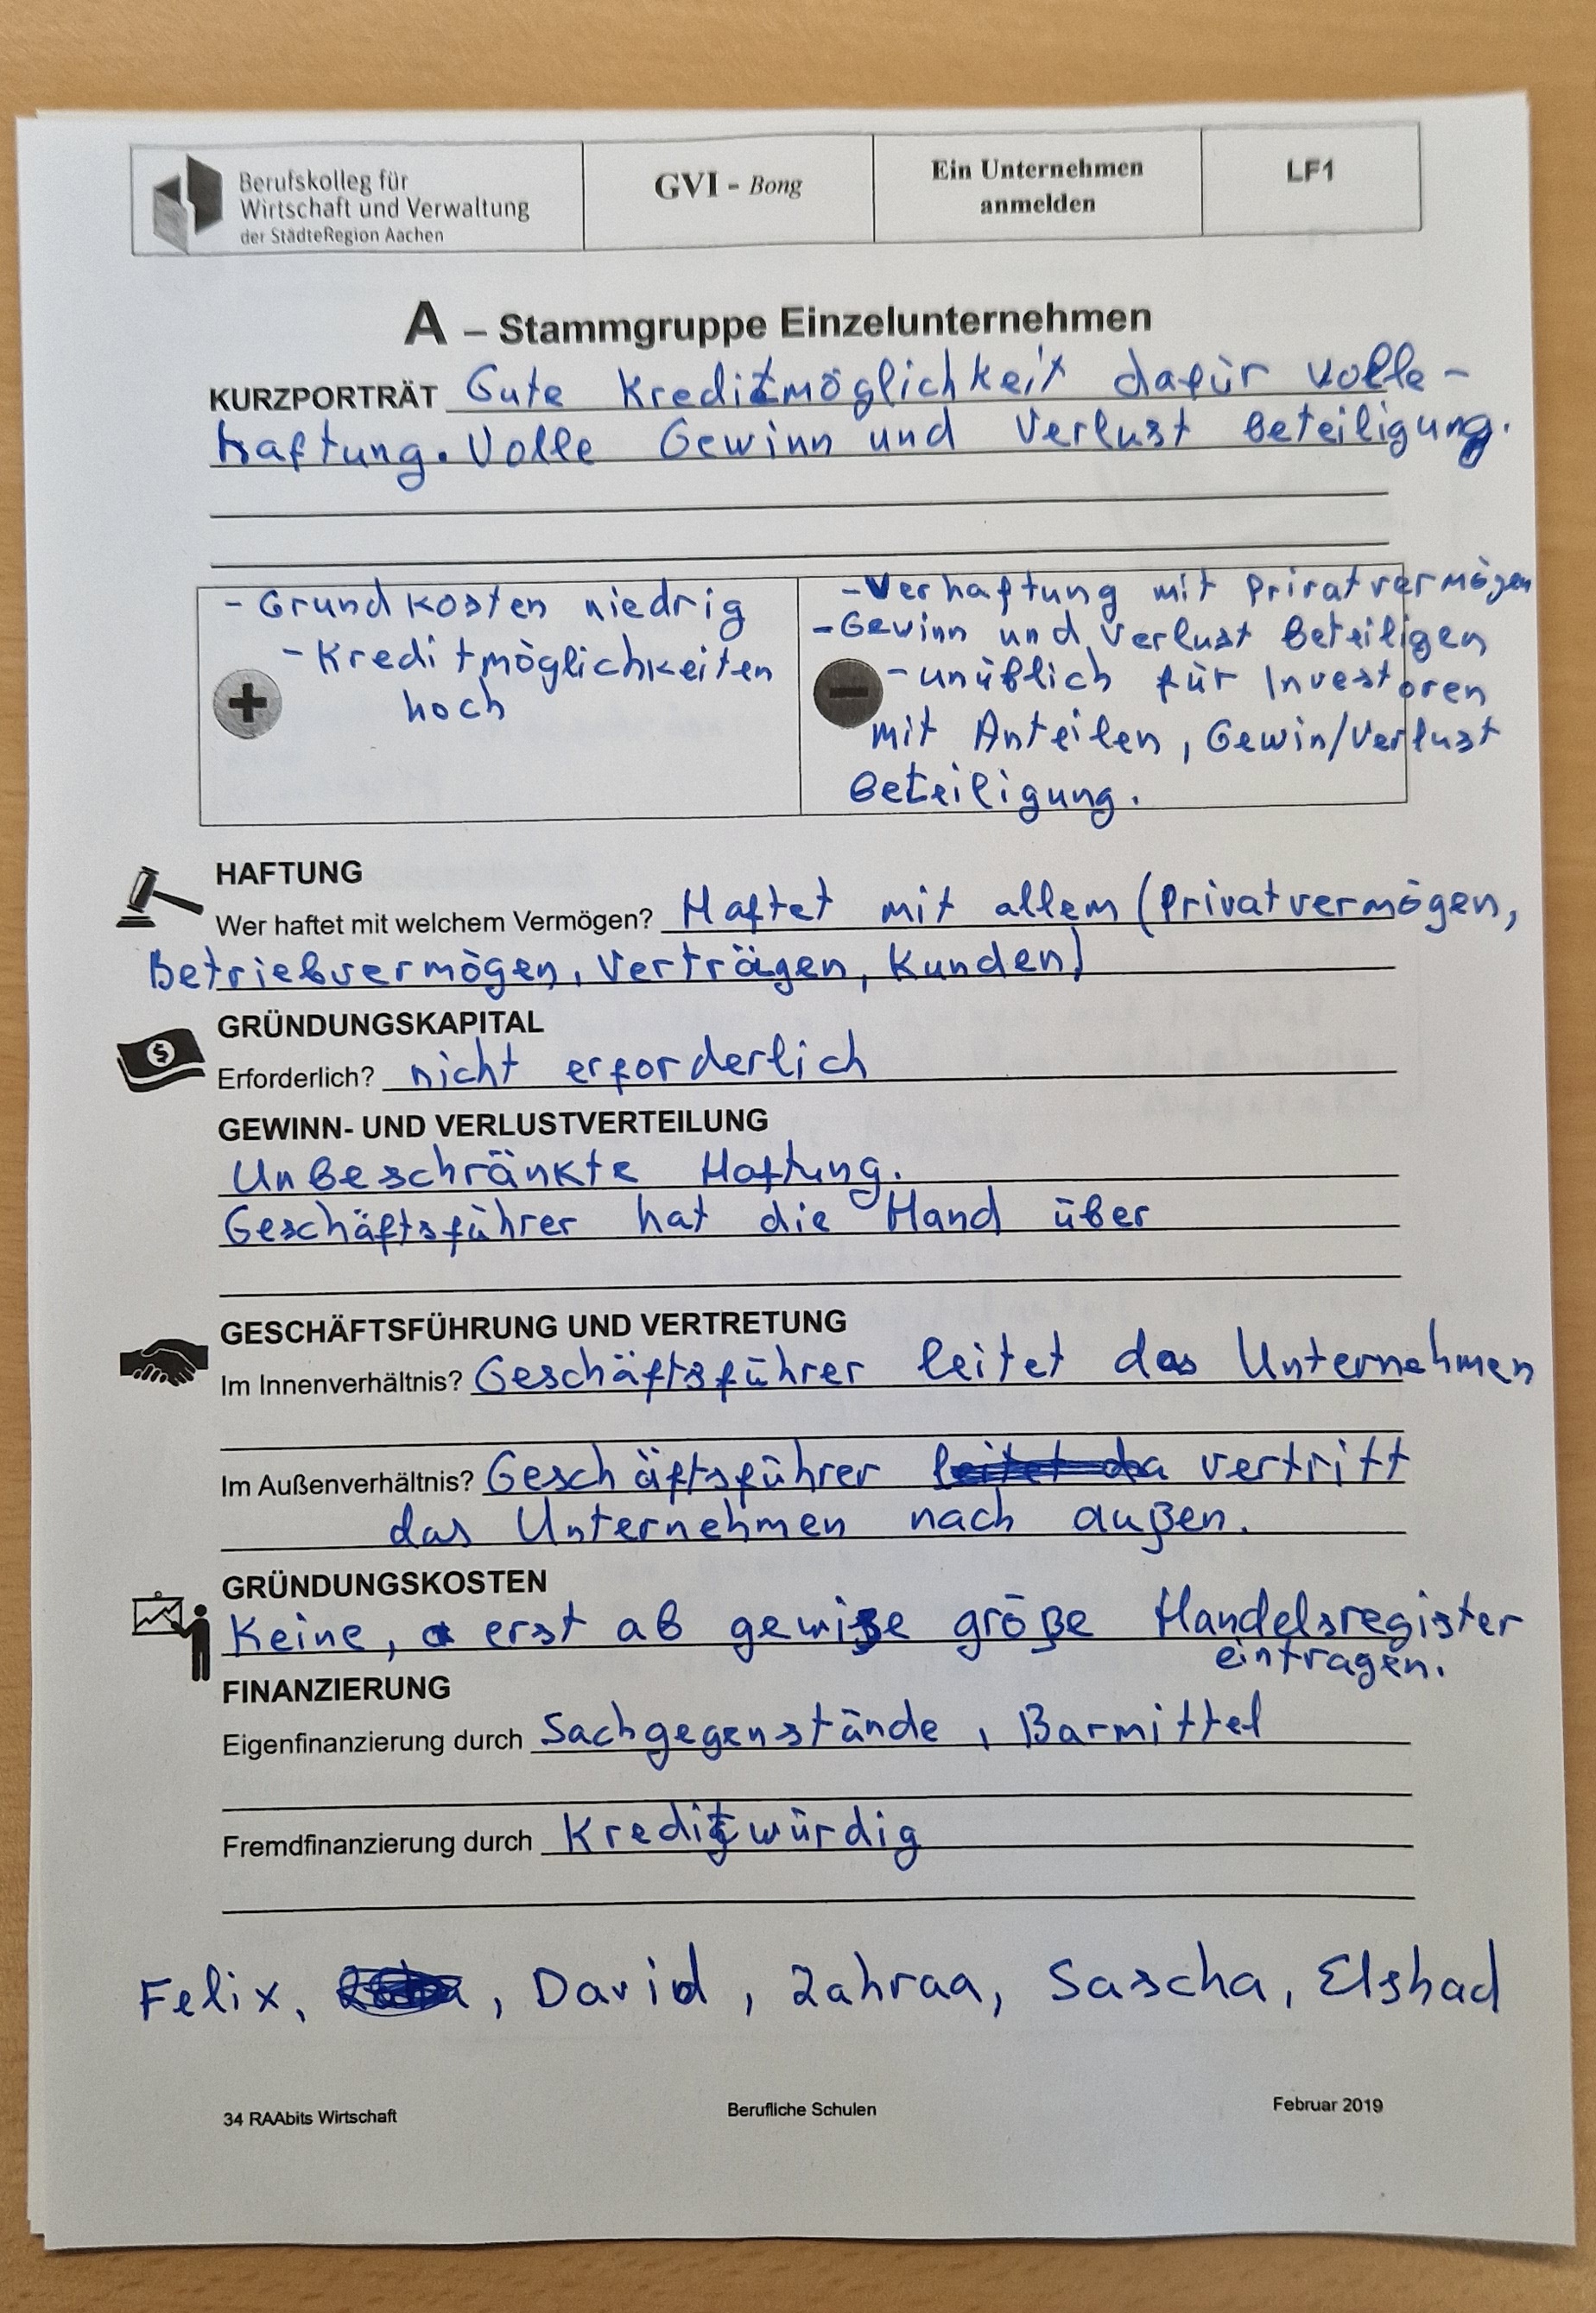 Berufskolleg für
Wirtschaft und Verwaltung
der StädteRegion Aachen
GVI - Bong
Ein Unternehmen
anmelden
LF1
A – Stammgruppe Einzelunternehmen
KURZPORTRÄT Gute Kreditmöglichkeit dafür volle-
haftung. Volle Gewinn und Verlust Beteiligung.
- Grundkosten niedrig
- Kreditmöglichkeiten
hoch
- Verhaftung mit Privatvermögen
- Gewinn und Verlust Beteiligen
- unüblich für Investoren
mit Anteilen, Gewin/Verlust
Beteiligung.
HAFTUNG
Wer haftet mit welchem Vermögen? Haftet mit allem (Privatvermögen,
Betriebsvermögen, Verträgen, Kunden)
GRÜNDUNGSKAPITAL
Erforderlich? nicht erforderlich
GEWINN- UND VERLUSTVERTEILUNG
Unbeschränkte Haftung.
Geschäftsführer hat die Hand über
GESCHÄFTSFÜHRUNG UND VERTRETUNG
Im Innenverhältnis? Geschäftsführer leitet das Unternehmen
Im Außenverhältnis? Geschäftsführer vertritt
das Unternehmen nach außen.
GRÜNDUNGSKOSTEN
Keine, erst ab gewiße größe Handelsregister
eintragen.
FINANZIERUNG
Eigenfinanzierung durch Sachgegenstände, Barmittel
Fremdfinanzierung durch Kreditwürdig
Felix, , David, Zahraa, Sascha, Elshad
34 RAAbits Wirtschaft
Berufliche Schulen
Februar 2019